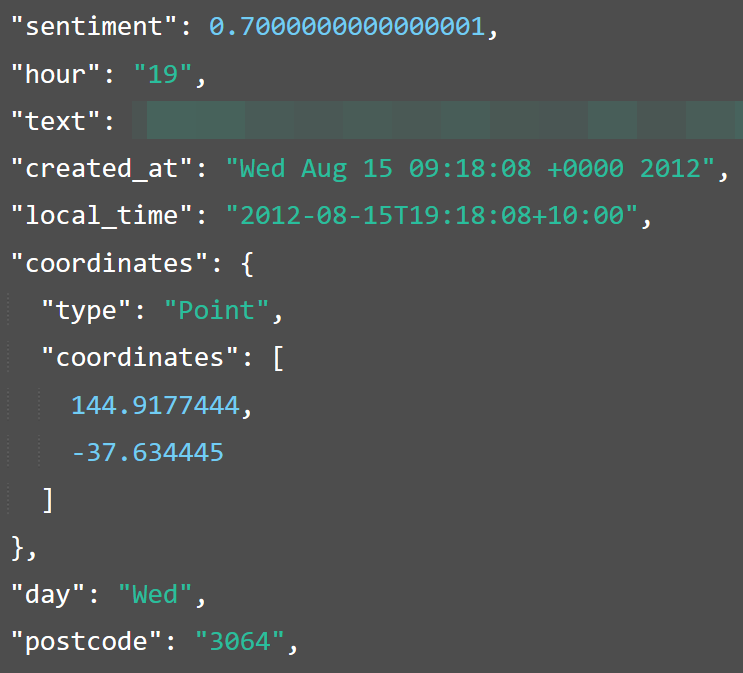 "sentiment": 0.7000000000000001,
"hour": "19",
"text":
"created_at": "Wed Aug 15 09:18:08 +0000 2012",
"local_time": "2012-08-15T19:18:08+10:00",
"coordinates": {
"type": "Point",
"coordinates": [
144.9177444,
-37.634445
]
},
"day": "Wed",
"postcode": "3064",